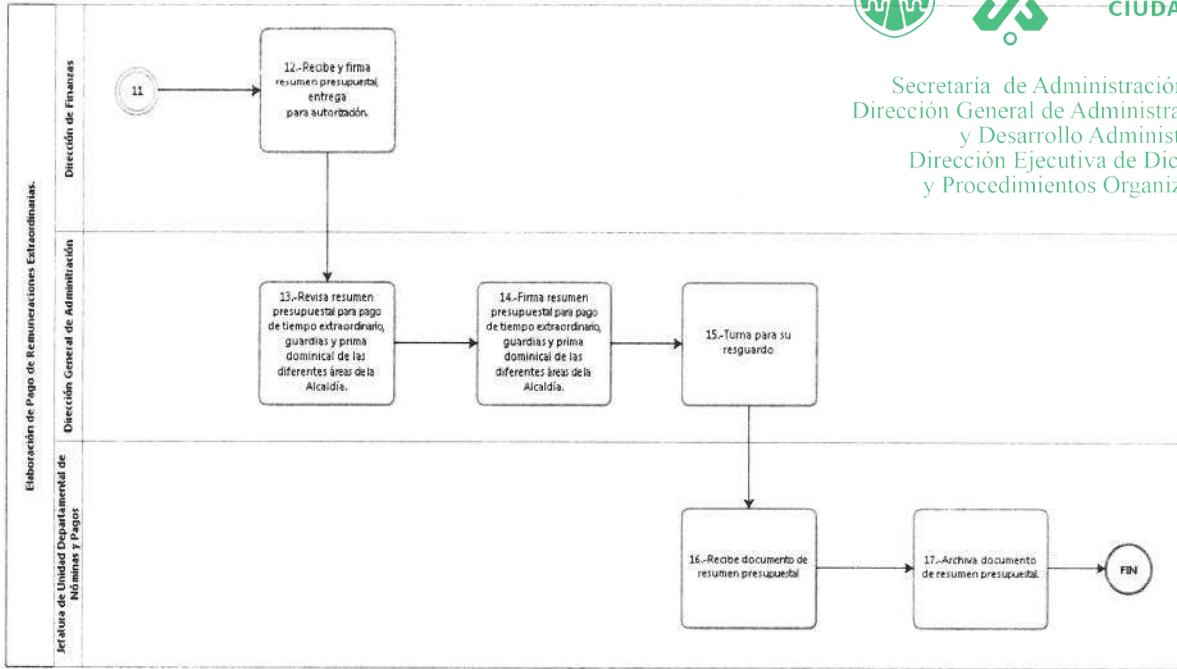 CIUDA
Secretaría de Administración
Dirección General de Administra
y Desarrollo Administ
Dirección Ejecutiva de Dic
y Procedimientos Organiz
Elaboración de Pago de Remuneraciones Extraordinarias.
Dirección de Finanzas
11
12.-Recibe y firma
resumen presupuestal,
entrega
para autorización.
Dirección General de Adminitración
13.-Revisa resumen
presupuestal para pago
de tiempo extraordinario,
guardias y prima
dominical de las
diferentes áreas de la
Alcaldía.
14.-Firma resumen
presupuestal para pago
de tiempo extraordinario,
guardias y prima
dominical de las
diferentes áreas de la
Alcaldía.
15.-Turna para su
resguardo
Jefatura de Unidad Departamental de
Nóminas y Pagos
16.-Recibe documento de
resumen presupuestal
17.-Archiva documento
de resumen presupuestal.
FIN